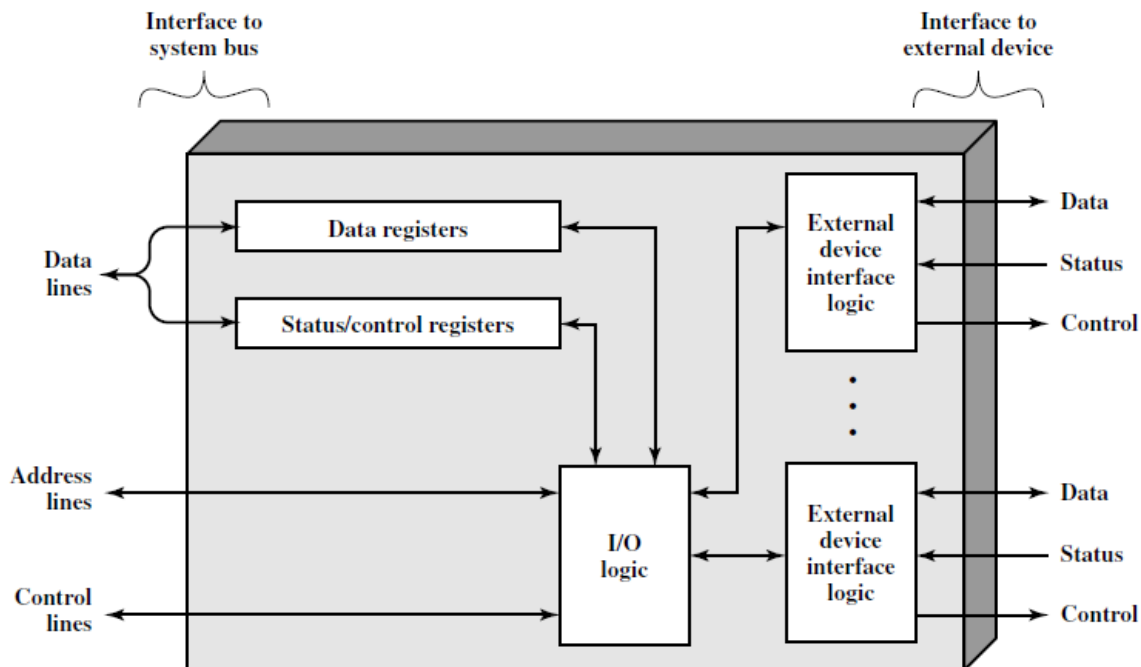 Interface to
system bus
Interface to
external device
Data registers
Status/control registers
Data
lines
Address
lines
Control
lines
I/O
logic
External
device
interface
logic
Data
Status
Control
External
device
interface
logic
Data
Status
Control